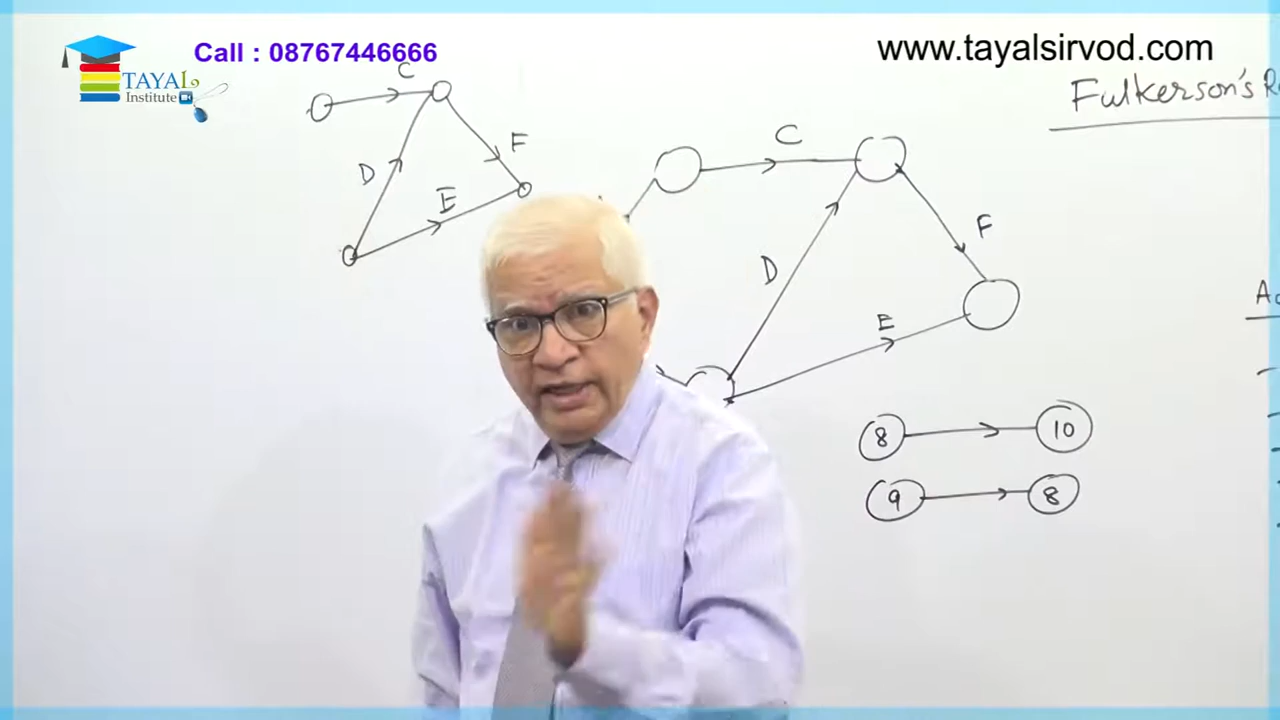 Call : 08767446666
www.tayalsirvod.com
TAYAL
Institute
Fulkerson's
C
D
F
E
C
D
F
E
8
10
9
8